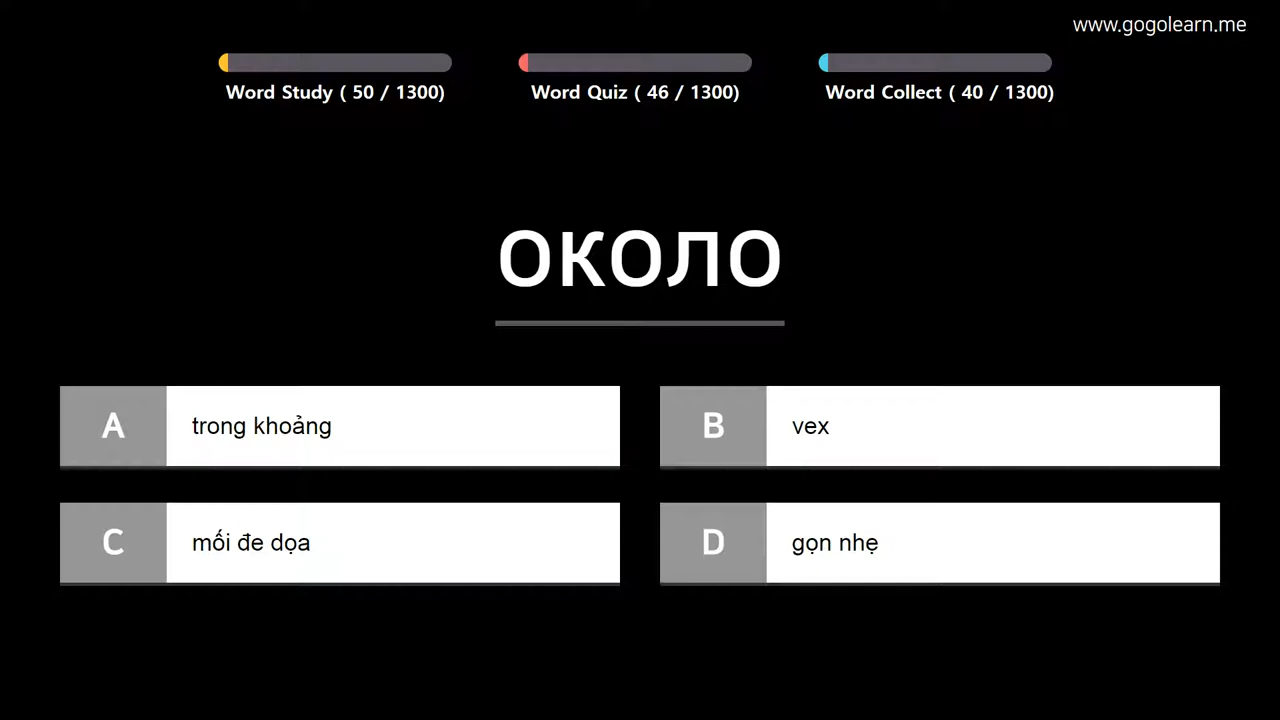 www.gogolearn.me
Word Study ( 50 / 1300)
Word Quiz ( 46 / 1300)
Word Collect ( 40 / 1300)
около
A trong khoảng
B vex
C mối đe dọa
D gọn nhẹ